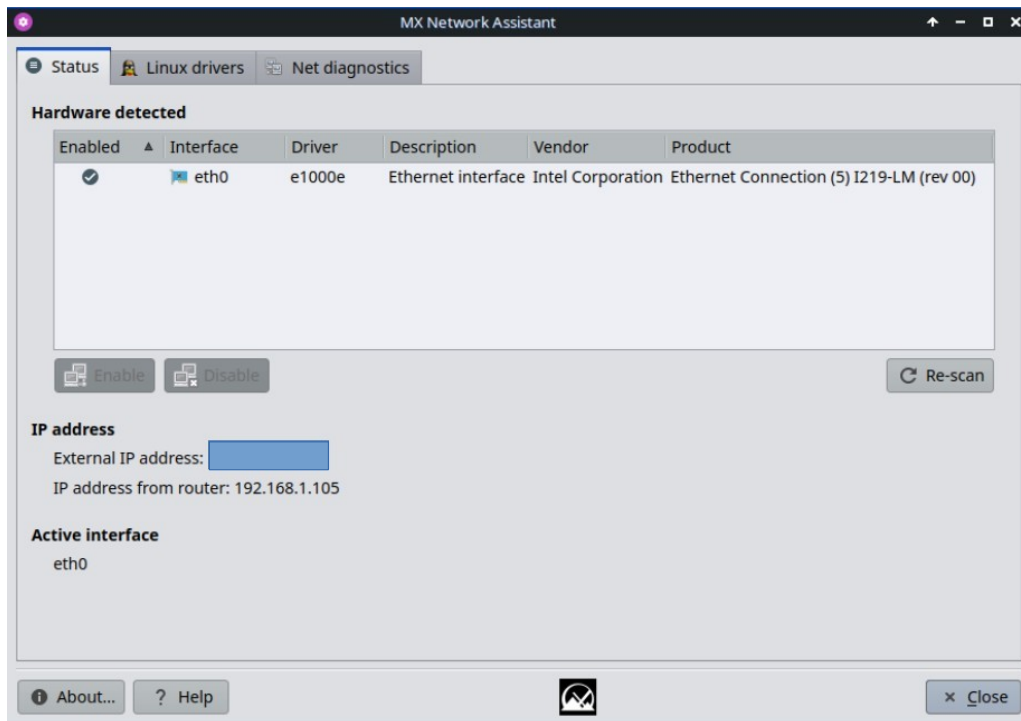 MX Network Assistant
Status Linux drivers Net diagnostics
Hardware detected
Enabled Interface Driver Description Vendor Product
eth0 e1000e Ethernet interface Intel Corporation Ethernet Connection (5) I219-LM (rev 00)
Enable Disable Re-scan
IP address
External IP address:
IP address from router: 192.168.1.105
Active interface
eth0
About... ? Help Close